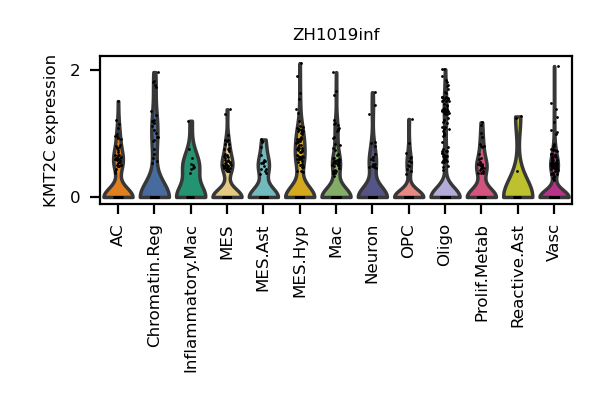 ZH1019inf
KMT2C expression
2
0
AC
Chromatin.Reg
Inflammatory.Mac
MES
MES.Ast
MES.Hyp
Mac
Neuron
OPC
Oligo
Prolif.Metab
Reactive.Ast
Vasc